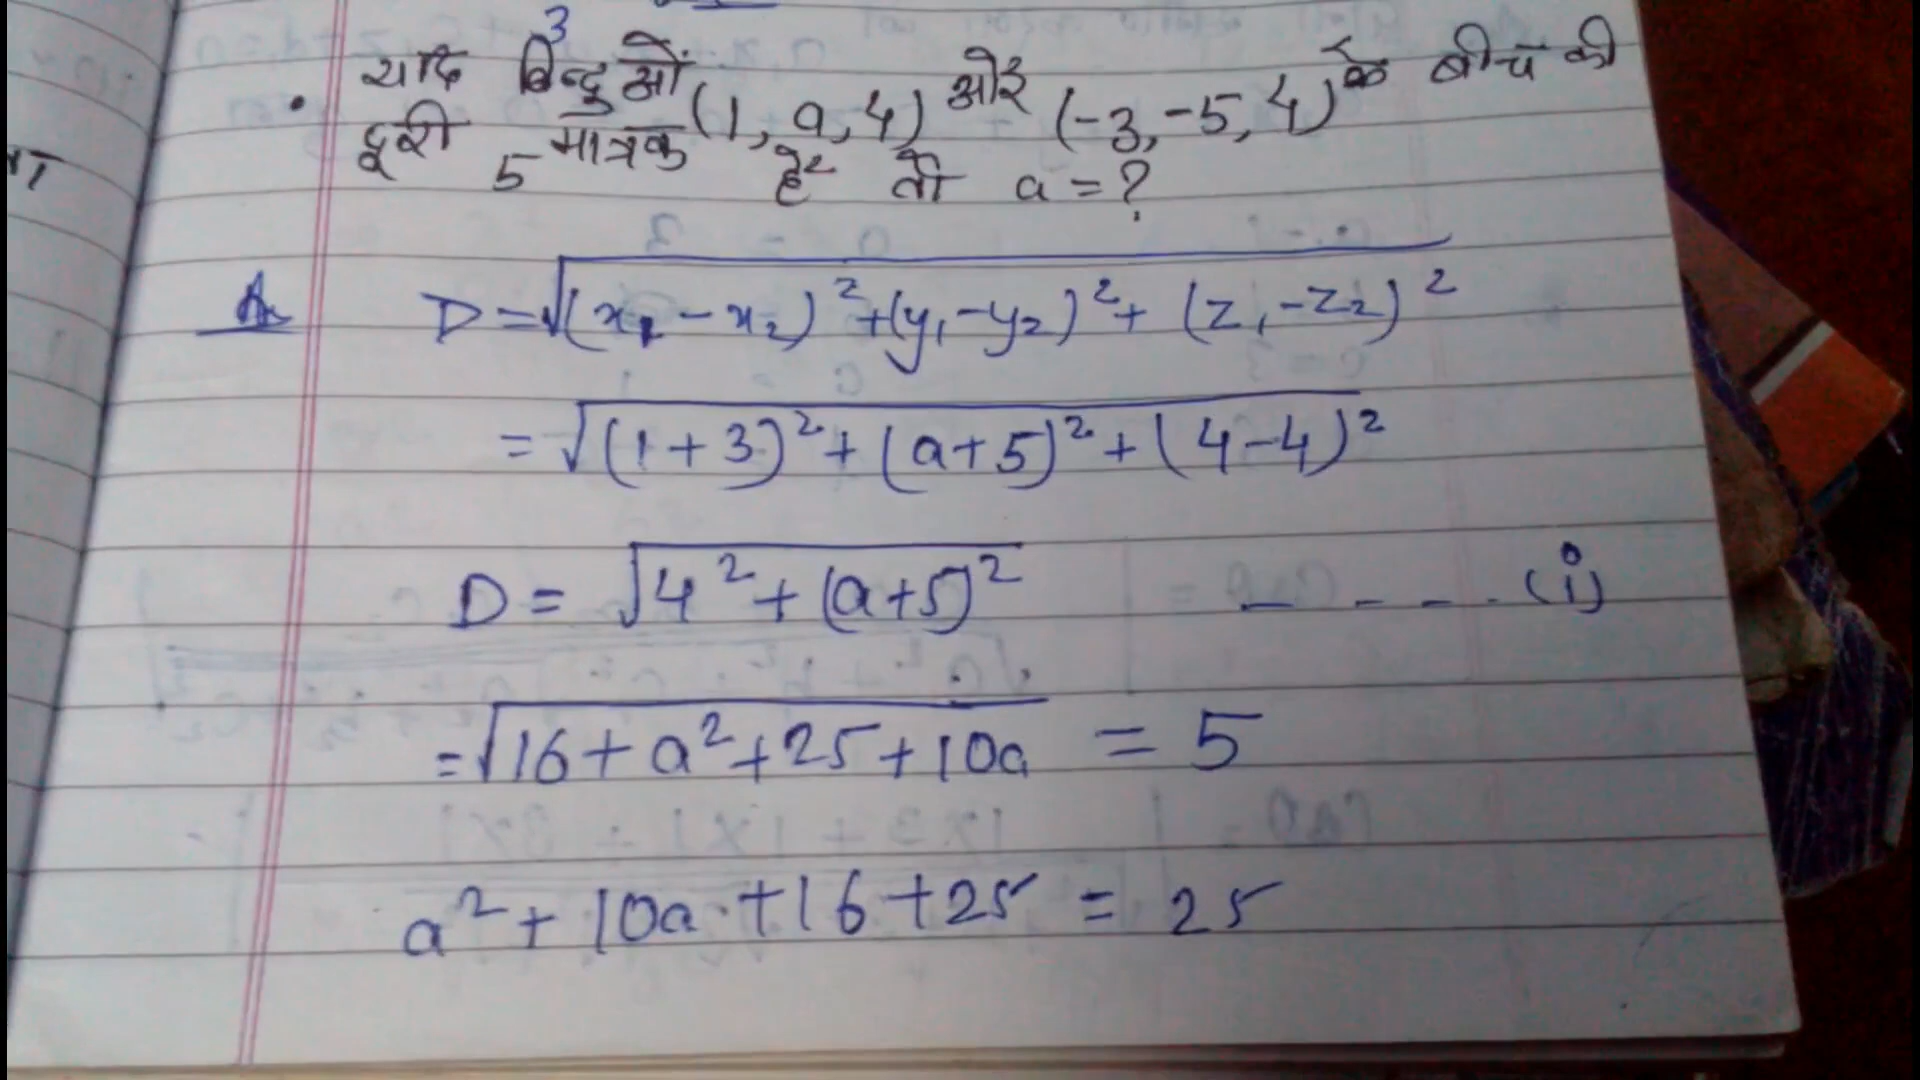 3
यदि बिन्दुओं (1, a, 4) और (-3, -5, 4) के बीच की
दूरी 5 मात्रक है तो a = ?
A D = √(x₁ - x₂)² + (y₁ - y₂)² + (z₁ - z₂)²
= √(1 + 3)² + (a + 5)² + (4 - 4)²
D = √4² + (a + 5)² - - - - (i)
= √16 + a² + 25 + 10a = 5
a² + 10a + 16 + 25 = 25